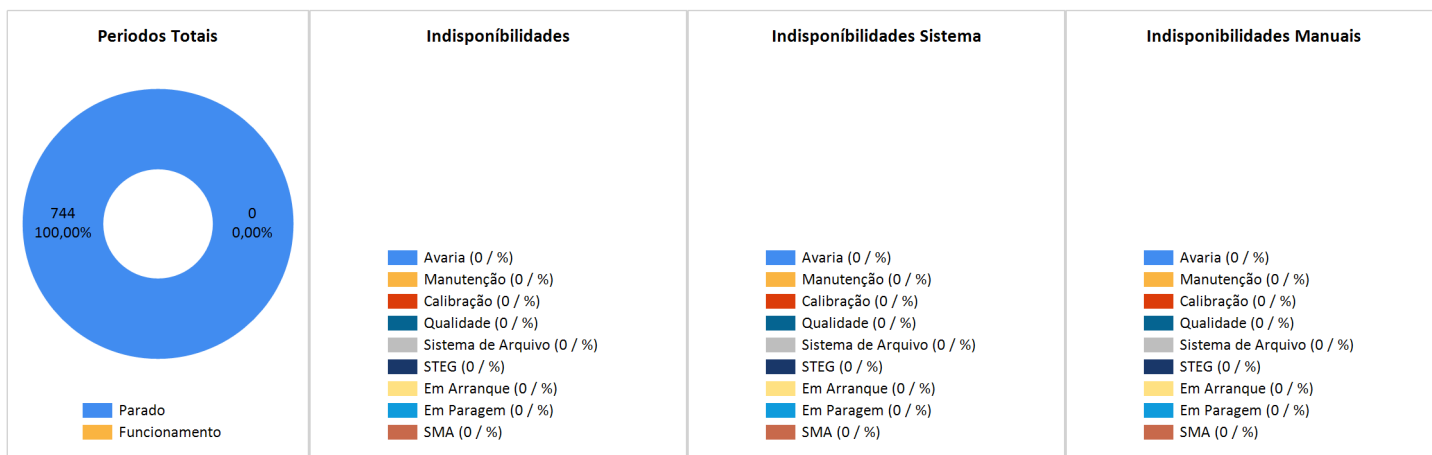 Periodos Totais
744
100,00%
0
0,00%
Parado
Funcionamento
Indisponíbilidades
Avaria (0 / %)
Manutenção (0 / %)
Calibração (0 / %)
Qualidade (0 / %)
Sistema de Arquivo (0 / %)
STEG (0 / %)
Em Arranque (0 / %)
Em Paragem (0 / %)
SMA (0 / %)
Indisponíbilidades Sistema
Avaria (0 / %)
Manutenção (0 / %)
Calibração (0 / %)
Qualidade (0 / %)
Sistema de Arquivo (0 / %)
STEG (0 / %)
Em Arranque (0 / %)
Em Paragem (0 / %)
SMA (0 / %)
Indisponibilidades Manuais
Avaria (0 / %)
Manutenção (0 / %)
Calibração (0 / %)
Qualidade (0 / %)
Sistema de Arquivo (0 / %)
STEG (0 / %)
Em Arranque (0 / %)
Em Paragem (0 / %)
SMA (0 / %)